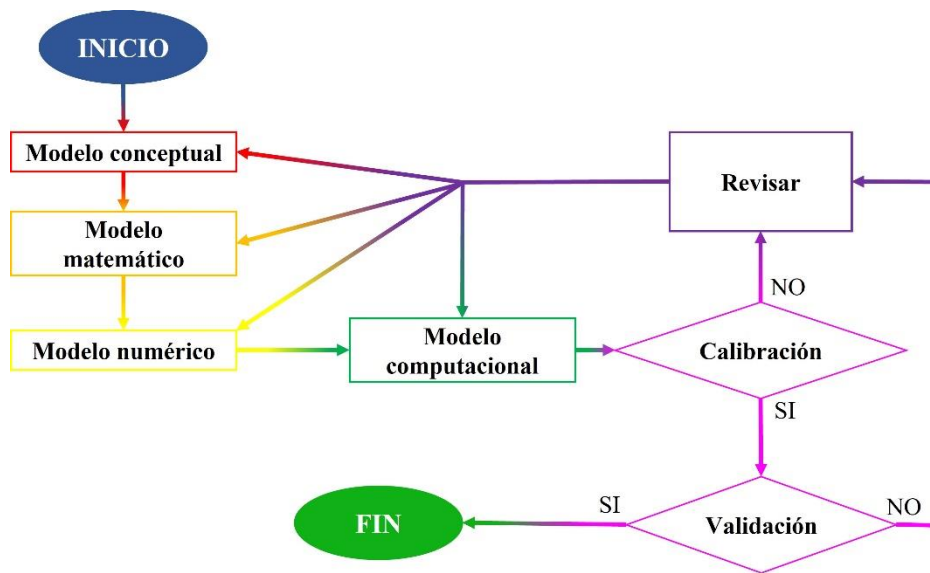 INICIO
Modelo conceptual
Revisar
Modelo
matemático
NO
Modelo numérico
Modelo
computacional
Calibración
SI
SI
NO
FIN
Validación